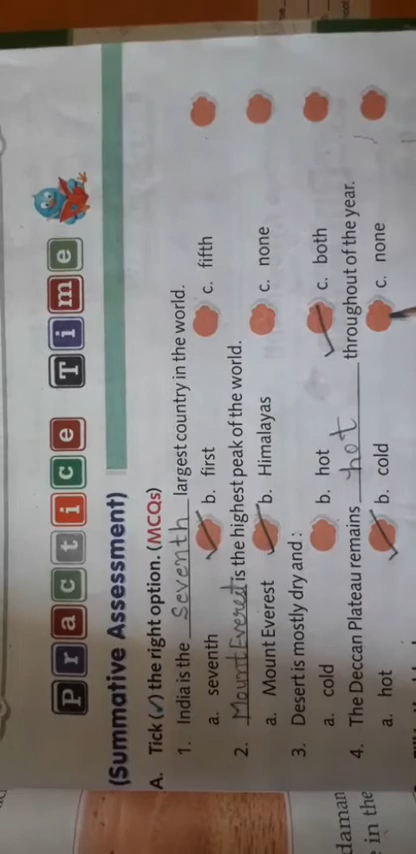 Practice Time
(Summative Assessment)
A. Tick (✓) the right option. (MCQs)
1. India is the seventh largest country in the world.
a. seventh b. first c. fifth
2. Mount Everest is the highest peak of the world.
a. Mount Everest b. Himalayas c. none
3. Desert is mostly dry and :
a. cold b. hot c. both
4. The Deccan Plateau remains hot throughout of the year.
a. hot b. cold c. none
daman
in the